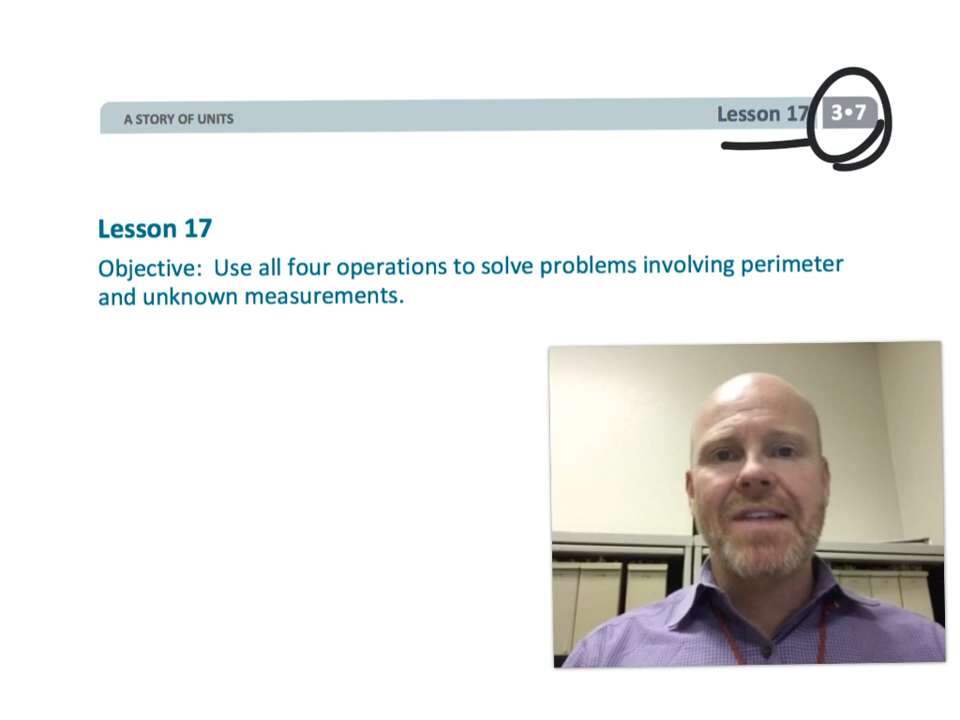 A STORY OF UNITS
Lesson 17 3•7
Lesson 17
Objective: Use all four operations to solve problems involving perimeter
and unknown measurements.